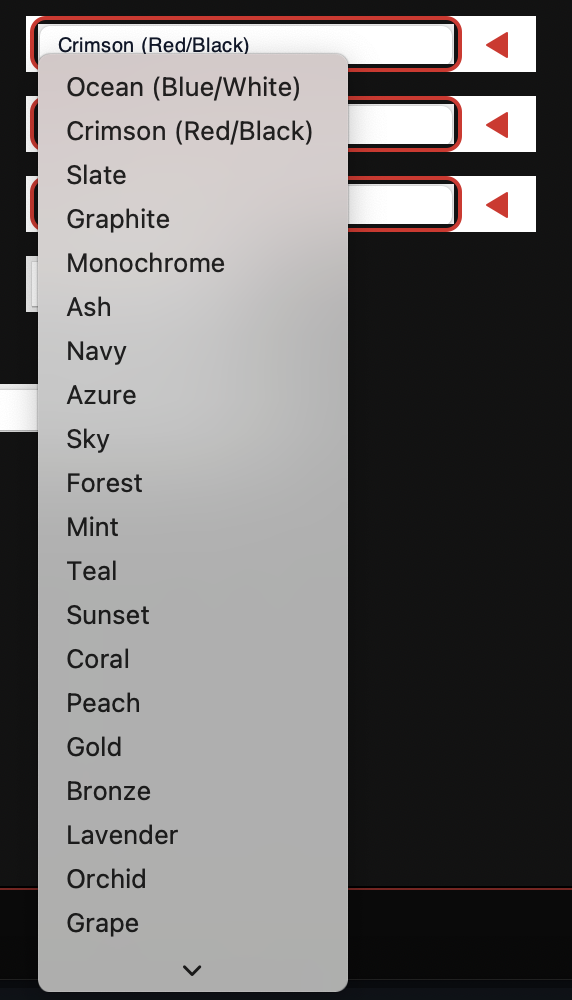 Crimson (Red/Black)
Ocean (Blue/White)
Crimson (Red/Black)
Slate
Graphite
Monochrome
Ash
Navy
Azure
Sky
Forest
Mint
Teal
Sunset
Coral
Peach
Gold
Bronze
Lavender
Orchid
Grape